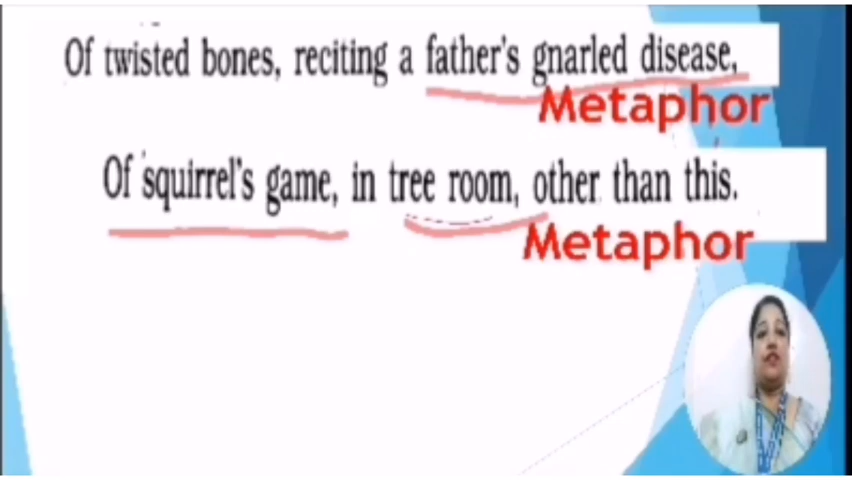 Of twisted bones, reciting a father's gnarled disease,
Metaphor
Of 'squirrel's game, in tree room, other than this.
Metaphor